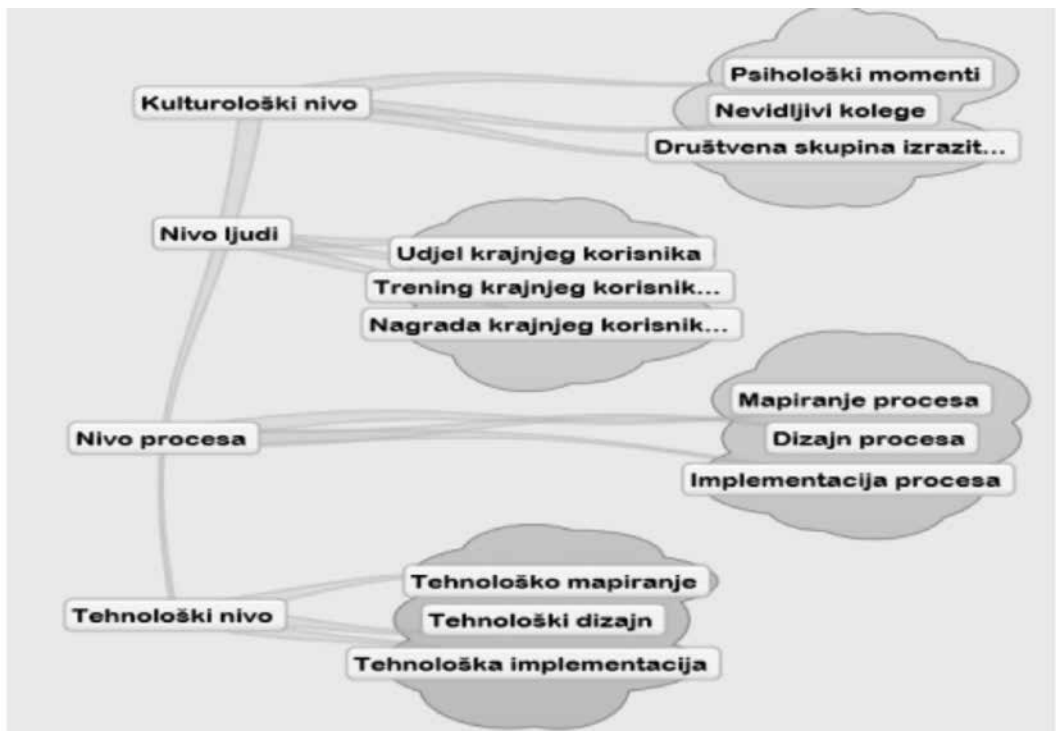 Kulturološki nivo
Psihološki momenti
Nevidljivi kolege
Društvena skupina izrazit...
Nivo ljudi
Udjel krajnjeg korisnika
Trening krajnjeg korisnik...
Nagrada krajnjeg korisnik...
Nivo procesa
Mapiranje procesa
Dizajn procesa
Implementacija procesa
Tehnološki nivo
Tehnološko mapiranje
Tehnološki dizajn
Tehnološka implementacija